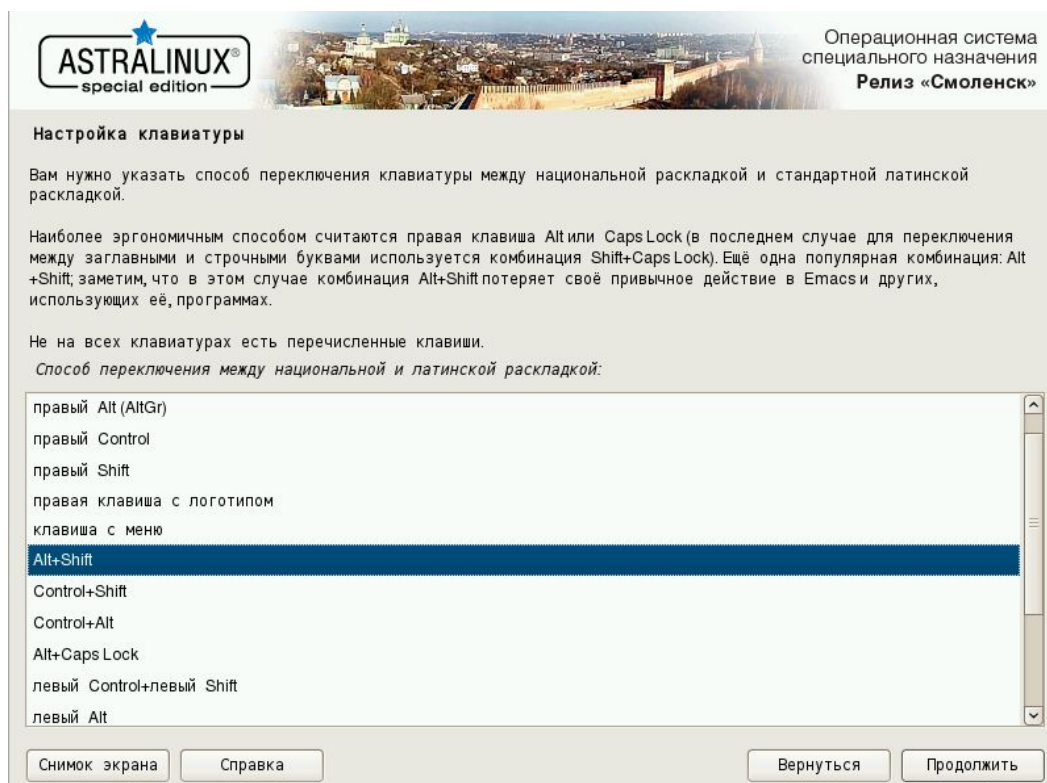 ASTRALINUX®
special edition
Операционная система
специального назначения
Релиз «Смоленск»
Настройка клавиатуры
Вам нужно указать способ переключения клавиатуры между национальной раскладкой и стандартной латинской
раскладкой.
Наиболее эргономичным способом считаются правая клавиша Alt или Caps Lock (в последнем случае для переключения
между заглавными и строчными буквами используется комбинация Shift+Caps Lock). Ещё одна популярная комбинация: Alt
+Shift; заметим, что в этом случае комбинация Alt+Shift потеряет своё привычное действие в Emacs и других,
использующих её, программах.
Не на всех клавиатурах есть перечисленные клавиши.
Способ переключения между национальной и латинской раскладкой:
правый Alt (AltGr)
правый Control
правый Shift
правая клавиша с логотипом
клавиша с меню
Alt+Shift
Control+Shift
Control+Alt
Alt+Caps Lock
левый Control+левый Shift
левый Alt
Снимок экрана
Справка
Вернуться
Продолжить